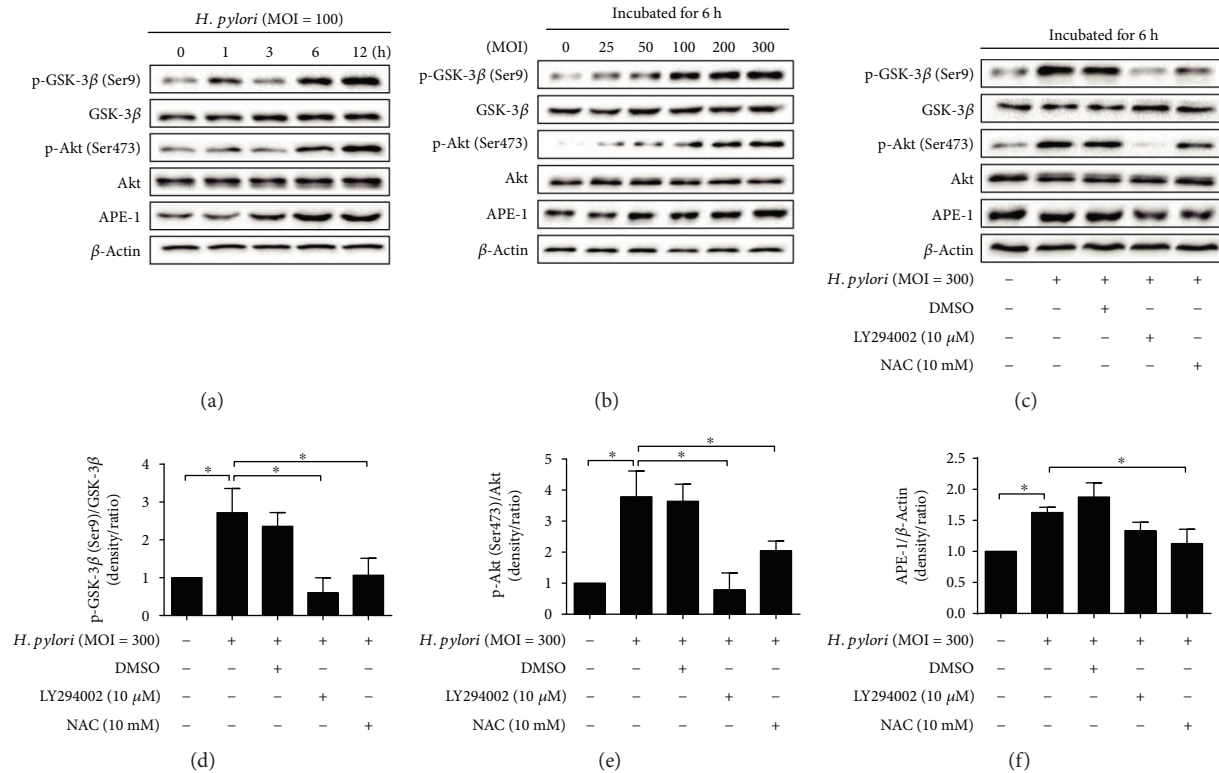 H. pylori (MOI = 100)
0 1 3 6 12 (h)
p-GSK-3β (Ser9)
GSK-3β
p-Akt (Ser473)
Akt
APE-1
β-Actin
(a)
Incubated for 6 h
(MOI) 0 25 50 100 200 300
p-GSK-3β (Ser9)
GSK-3β
p-Akt (Ser473)
Akt
APE-1
β-Actin
(b)
Incubated for 6 h
p-GSK-3β (Ser9)
GSK-3β
p-Akt (Ser473)
Akt
APE-1
β-Actin
H. pylori (MOI = 300) − + + + +
DMSO − − + − −
LY294002 (10 μM) − − − + −
NAC (10 mM) − − − − +
(c)
p-GSK-3β (Ser9)/GSK-3β
(density/ratio)
4
3
2
1
0
* * *
H. pylori (MOI = 300) − + + + +
DMSO − − + − −
LY294002 (10 μM) − − − + −
NAC (10 mM) − − − − +
(d)
p-Akt (Ser473)/Akt
(density/ratio)
6
5
4
2
1
0
* * *
H. pylori (MOI = 300) − + + + +
DMSO − − + − −
LY294002 (10 μM) − − − + −
NAC (10 mM) − − − − +
(e)
APE-1/β-Actin
(density/ratio)
2.5
2.0
1.5
1.0
0.5
0.0
* *
H. pylori (MOI = 300) − + + + +
DMSO − − + − −
LY294002 (10 μM) − − − + −
NAC (10 mM) − − − − +
(f)